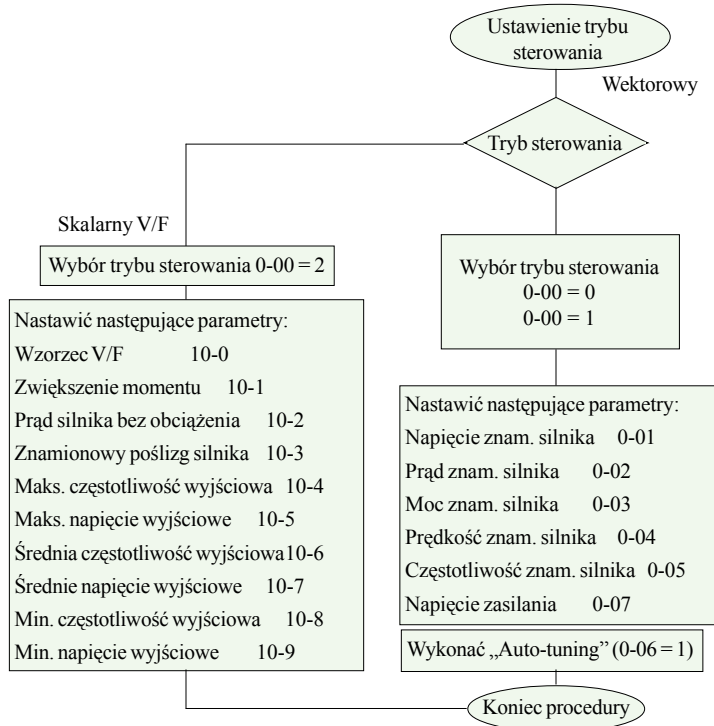 Ustawienie trybu
sterowania
Wektorowy
Tryb sterowania
Skalarny V/F
Wybór trybu sterowania 0-00 = 2
Nastawić następujące parametry:
Wzorzec V/F 10-0
Zwiększenie momentu 10-1
Prąd silnika bez obciążenia 10-2
Znamionowy poślizg silnika 10-3
Maks. częstotliwość wyjściowa 10-4
Maks. napięcie wyjściowe 10-5
Średnia częstotliwość wyjściowa10-6
Średnie napięcie wyjściowe 10-7
Min. częstotliwość wyjściowa 10-8
Min. napięcie wyjściowe 10-9
Wybór trybu sterowania
0-00 = 0
0-00 = 1
Nastawić następujące parametry:
Napięcie znam. silnika 0-01
Prąd znam. silnika 0-02
Moc znam. silnika 0-03
Prędkość znam. silnika 0-04
Częstotliwość znam. silnika 0-05
Napięcie zasilania 0-07
Wykonać „Auto-tuning” (0-06 = 1)
Koniec procedury